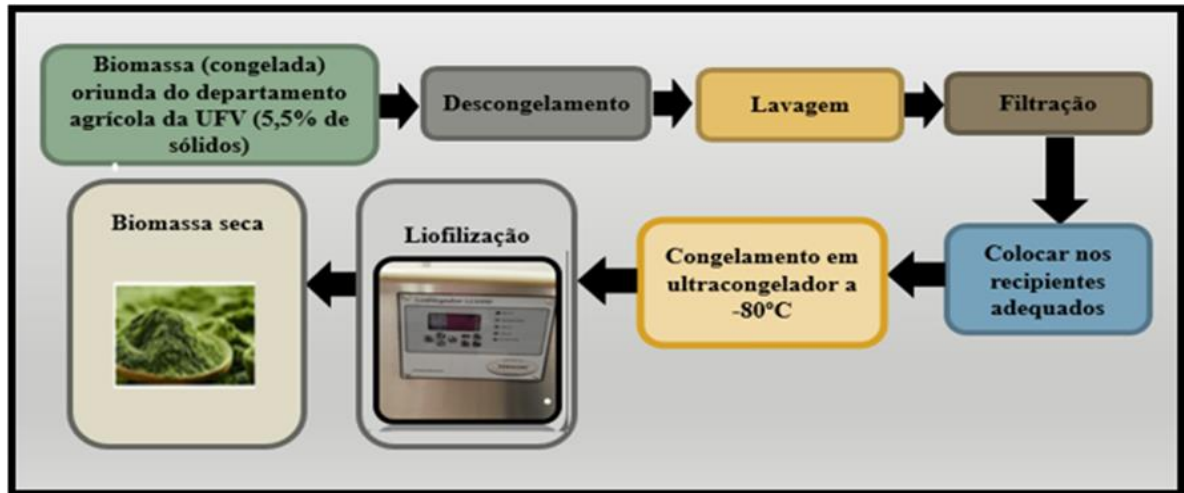 Biomassa (congelada)
oriunda do departamento
agrícola da UFV (5,5% de
sólidos)
Descongelamento
Lavagem
Filtração
Colocar nos
recipientes
adequados
Congelamento em
ultracongelador a
-80°C
Liofilização
Biomassa seca